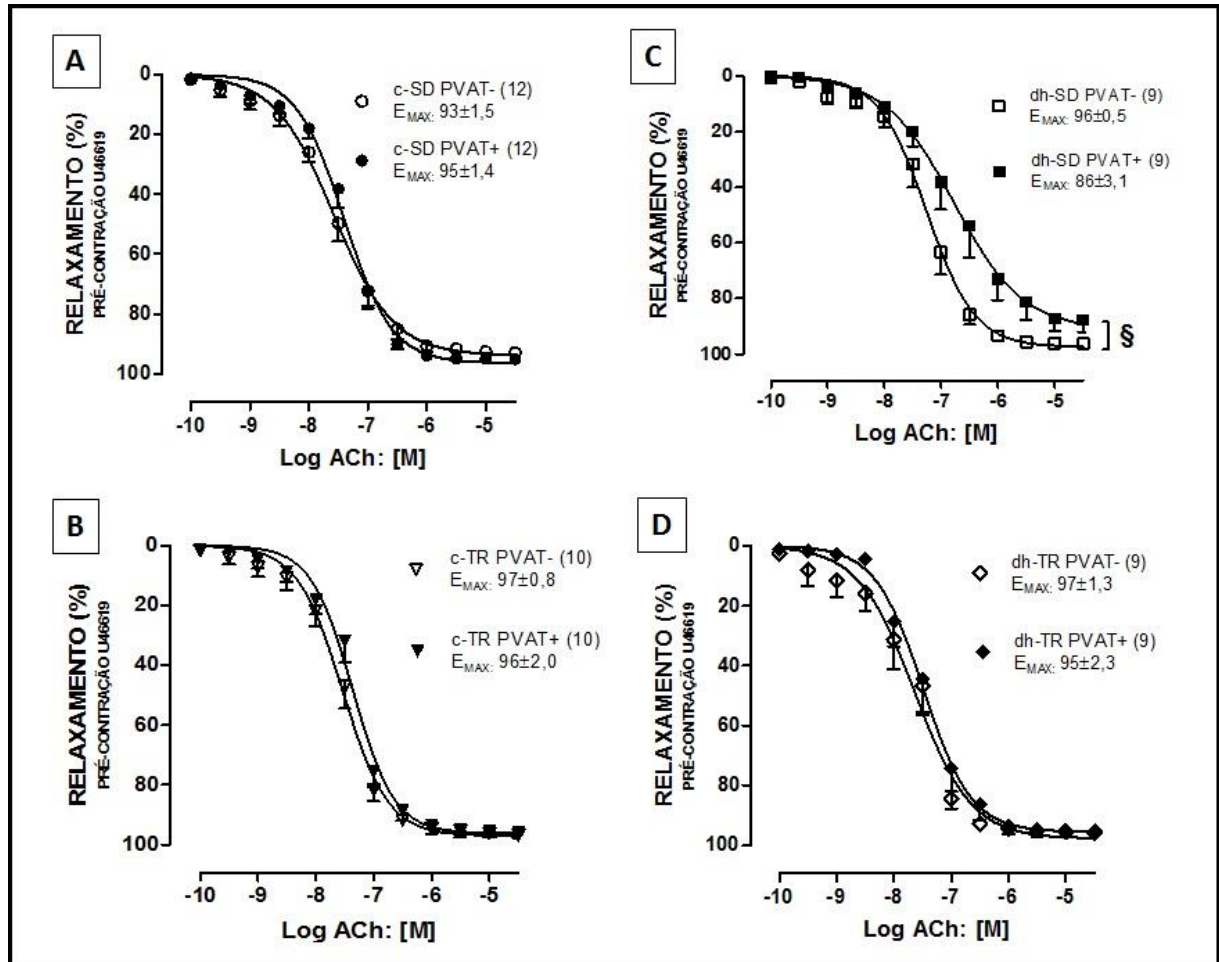 A
RELAXAMENTO (%)
PRÉ-CONTRAÇÃO U46619
0
20
40
60
80
100
c-SD PVAT- (12)
EMAX: 93±1,5
c-SD PVAT+ (12)
EMAX: 95±1,4
-10 -9 -8 -7 -6 -5
Log ACh: [M]
C
RELAXAMENTO (%)
PRÉ-CONTRAÇÃO U46619
0
20
40
60
80
100
dh-SD PVAT- (9)
EMAX: 96±0,5
dh-SD PVAT+ (9)
EMAX: 86±3,1
§
-10 -9 -8 -7 -6 -5
Log ACh: [M]
B
RELAXAMENTO (%)
PRÉ-CONTRAÇÃO U46619
0
20
40
60
80
100
c-TR PVAT- (10)
EMAX: 97±0,8
c-TR PVAT+ (10)
EMAX: 96±2,0
-10 -9 -8 -7 -6 -5
Log ACh: [M]
D
RELAXAMENTO (%)
PRÉ-CONTRAÇÃO U46619
0
20
40
60
80
100
dh-TR PVAT- (9)
EMAX: 97±1,3
dh-TR PVAT+ (9)
EMAX: 95±2,3
-10 -9 -8 -7 -6 -5
Log ACh: [M]